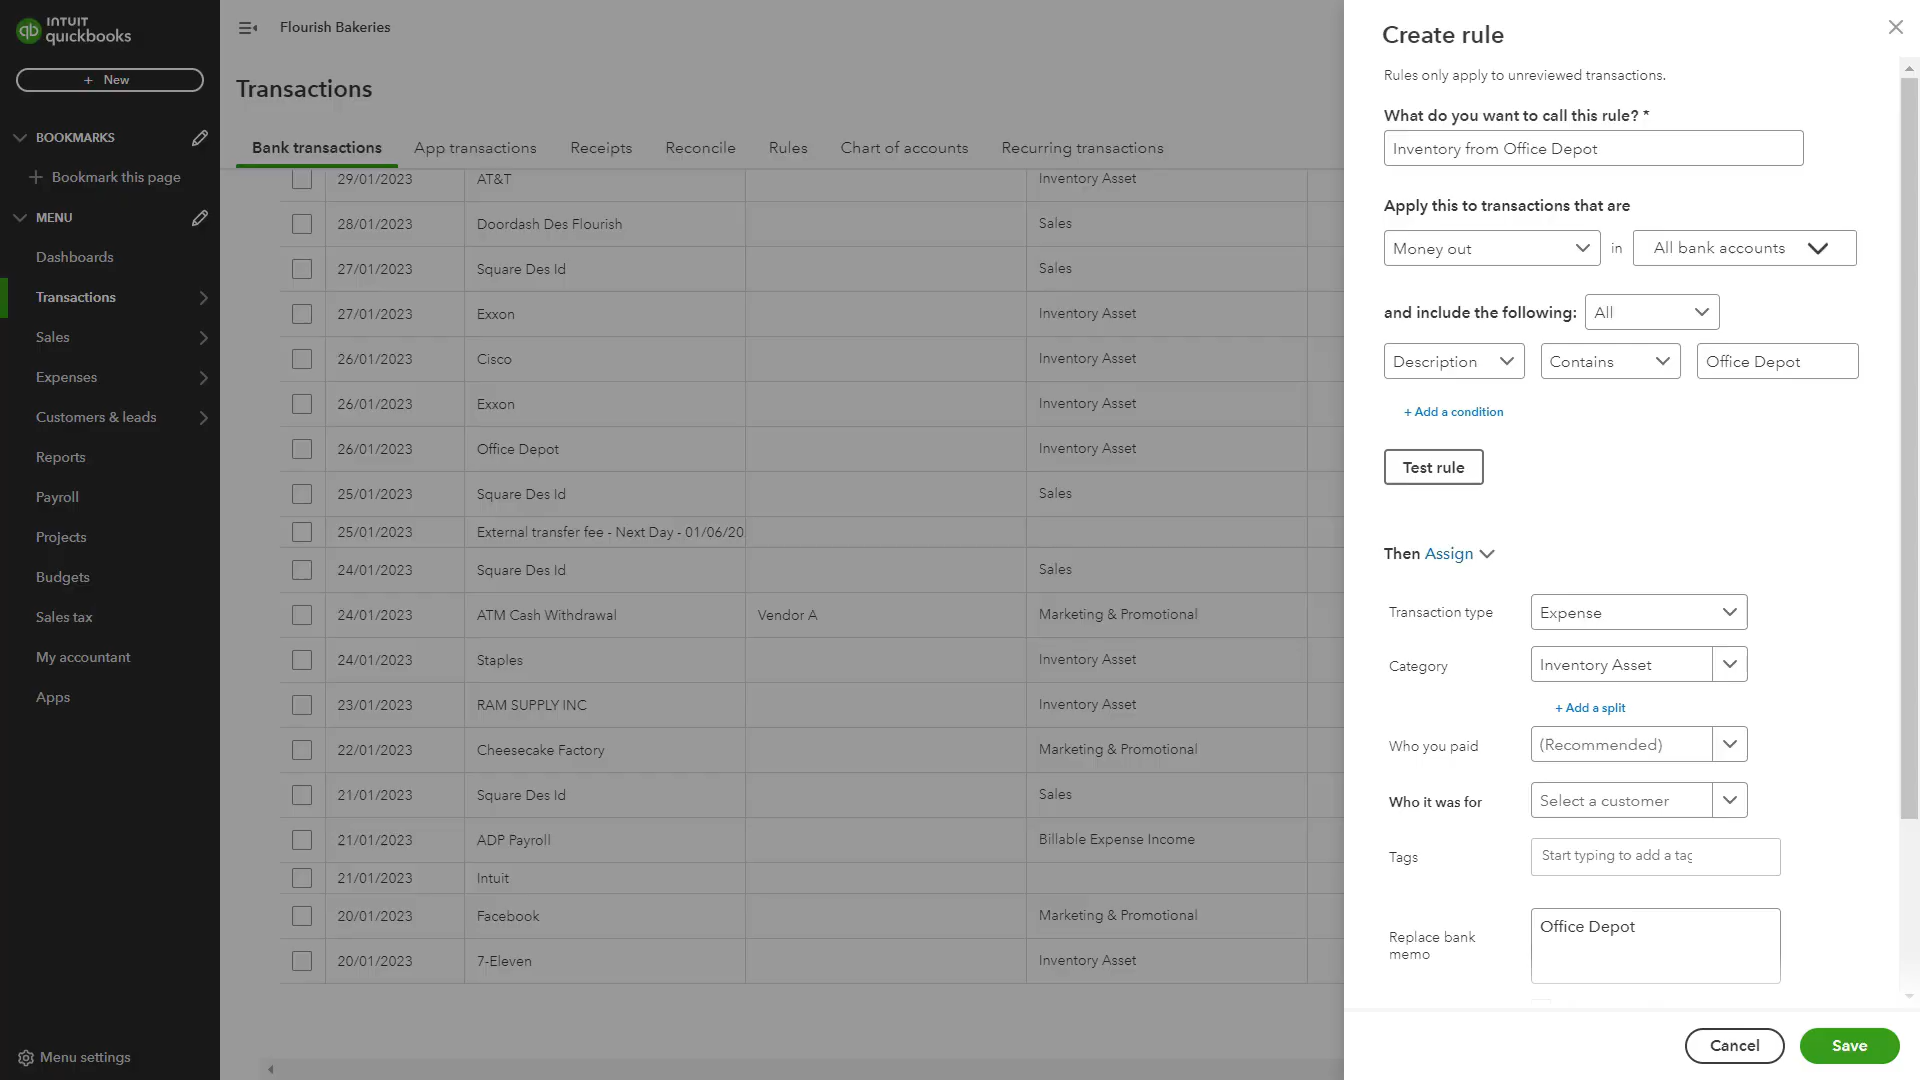 INTUIT
quickbooks
+ New
BOOKMARKS
+ Bookmark this page
MENU
Dashboards
Transactions
Sales
Expenses
Customers & leads
Reports
Payroll
Projects
Budgets
Sales tax
My accountant
Apps
Menu settings
Flourish Bakeries
Transactions
Bank transactions App transactions Receipts Reconcile Rules Chart of accounts Recurring transactions
29/01/2023 AT&T Inventory Asset
28/01/2023 Doordash Des Flourish Sales
27/01/2023 Square Des Id Sales
27/01/2023 Exxon Inventory Asset
26/01/2023 Cisco Inventory Asset
26/01/2023 Exxon Inventory Asset
26/01/2023 Office Depot Inventory Asset
25/01/2023 Square Des Id Sales
25/01/2023 External transfer fee - Next Day - 01/06/20
24/01/2023 Square Des Id Sales
24/01/2023 ATM Cash Withdrawal Vendor A Marketing & Promotional
24/01/2023 Staples Inventory Asset
23/01/2023 RAM SUPPLY INC Inventory Asset
22/01/2023 Cheesecake Factory Marketing & Promotional
21/01/2023 Square Des Id Sales
21/01/2023 ADP Payroll Billable Expense Income
21/01/2023 Intuit
20/01/2023 Facebook Marketing & Promotional
20/01/2023 7-Eleven Inventory Asset
Create rule
Rules only apply to unreviewed transactions.
What do you want to call this rule? *
Inventory from Office Depot
Apply this to transactions that are
Money out in All bank accounts
and include the following: All
Description Contains Office Depot
+ Add a condition
Test rule
Then Assign
Transaction type Expense
Category Inventory Asset
+ Add a split
Who you paid (Recommended)
Who it was for Select a customer
Tags Start typing to add a tag
Replace bank memo Office Depot
Cancel Save